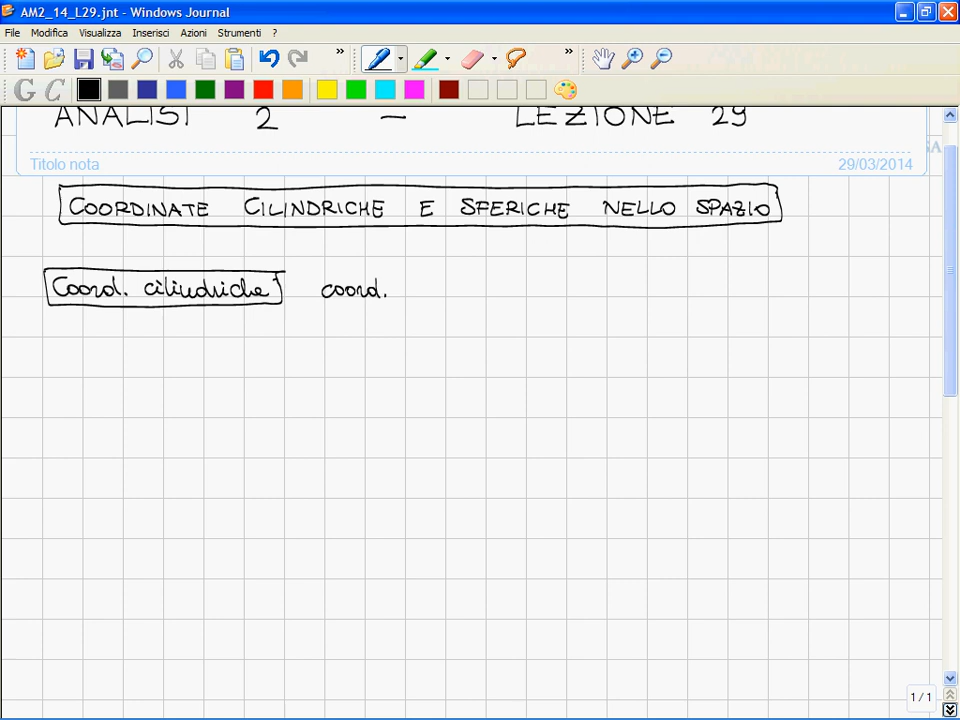 AM2_14_L29.jnt - Windows Journal
File Modifica Visualizza Inserisci Azioni Strumenti ?
G C
ANALISI 2 — LEZIONE 29
Titolo nota 29/03/2014
COORDINATE CILINDRICHE E SFERICHE NELLO SPAZIO
Coord. cilindriche coord.
1 / 1